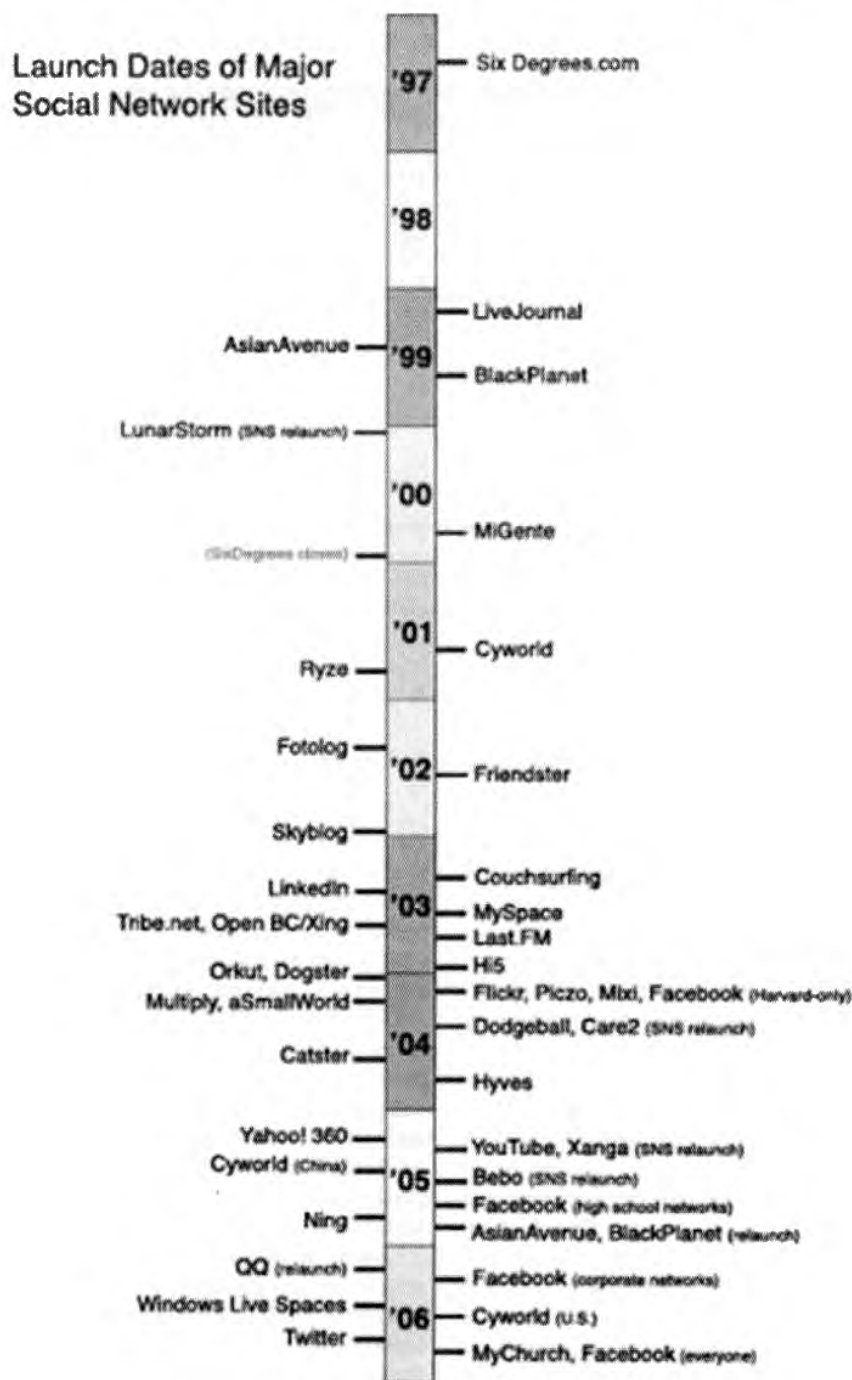 Launch Dates of Major
Social Network Sites
'97
Six Degrees.com
'98
LiveJournal
AsianAvenue
'99
BlackPlanet
LunarStorm (SNS relaunch)
'00
MiGente
(SixDegrees closes)
'01
Cyworld
Ryze
Fotolog
'02
Friendster
Skyblog
Couchsurfing
LinkedIn
'03
MySpace
Tribe.net, Open BC/Xing
Last.FM
Hi5
Orkut, Dogster
Flickr, Piczo, Mixi, Facebook (Harvard-only)
Multiply, aSmallWorld
Dodgeball, Care2 (SNS relaunch)
'04
Catster
Hyves
Yahoo! 360
YouTube, Xanga (SNS relaunch)
Cyworld (China)
'05
Bebo (SNS relaunch)
Facebook (high school networks)
Ning
AsianAvenue, BlackPlanet (relaunch)
QQ (relaunch)
Facebook (corporate networks)
Windows Live Spaces
'06
Cyworld (U.S.)
Twitter
MyChurch, Facebook (everyone)